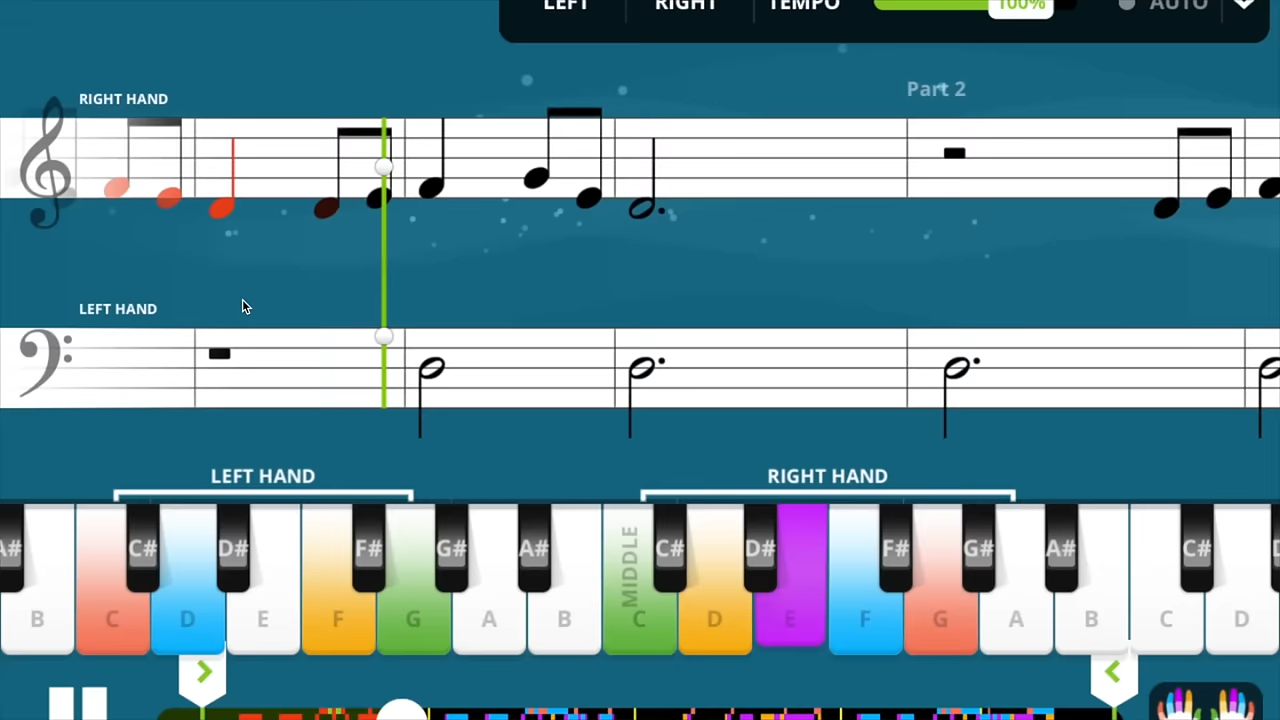 LEFT RIGHT TEMPO 100% AUTO
Part 2
RIGHT HAND
LEFT HAND
LEFT HAND RIGHT HAND
A# C# D# F# G# A# C# D# F# G# A# C#
MIDDLE
B C D E F G A B C D E F G A B C D